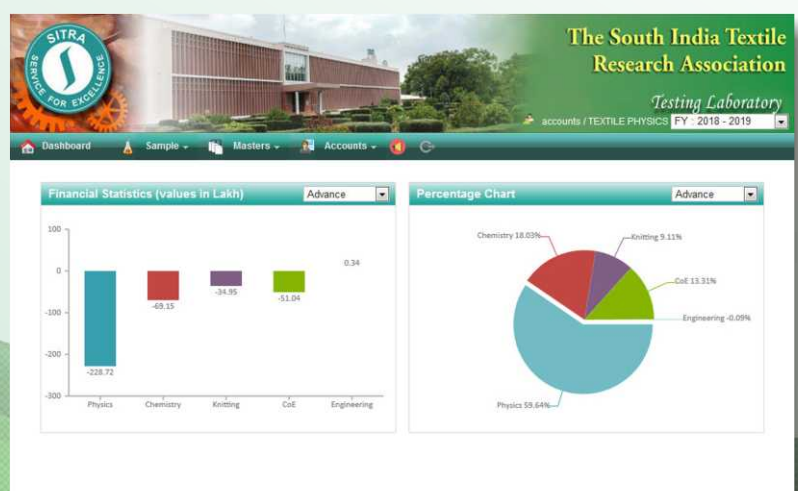 SITRA
SERVICE FOR EXCELLENCE
The South India Textile
Research Association
Testing Laboratory
accounts / TEXTILE PHYSICS FY : 2018 - 2019
Dashboard Sample Masters Accounts
Financial Statistics (values in Lakh) Advance
100
0
-100
-200
-300
-228.72
-69.15
-34.95
-51.04
0.34
Physics Chemistry Knitting CoE Engineering
Percentage Chart Advance
Chemistry 18.03%
Knitting 9.11%
CoE 13.31%
Engineering -0.09%
Physics 59.64%